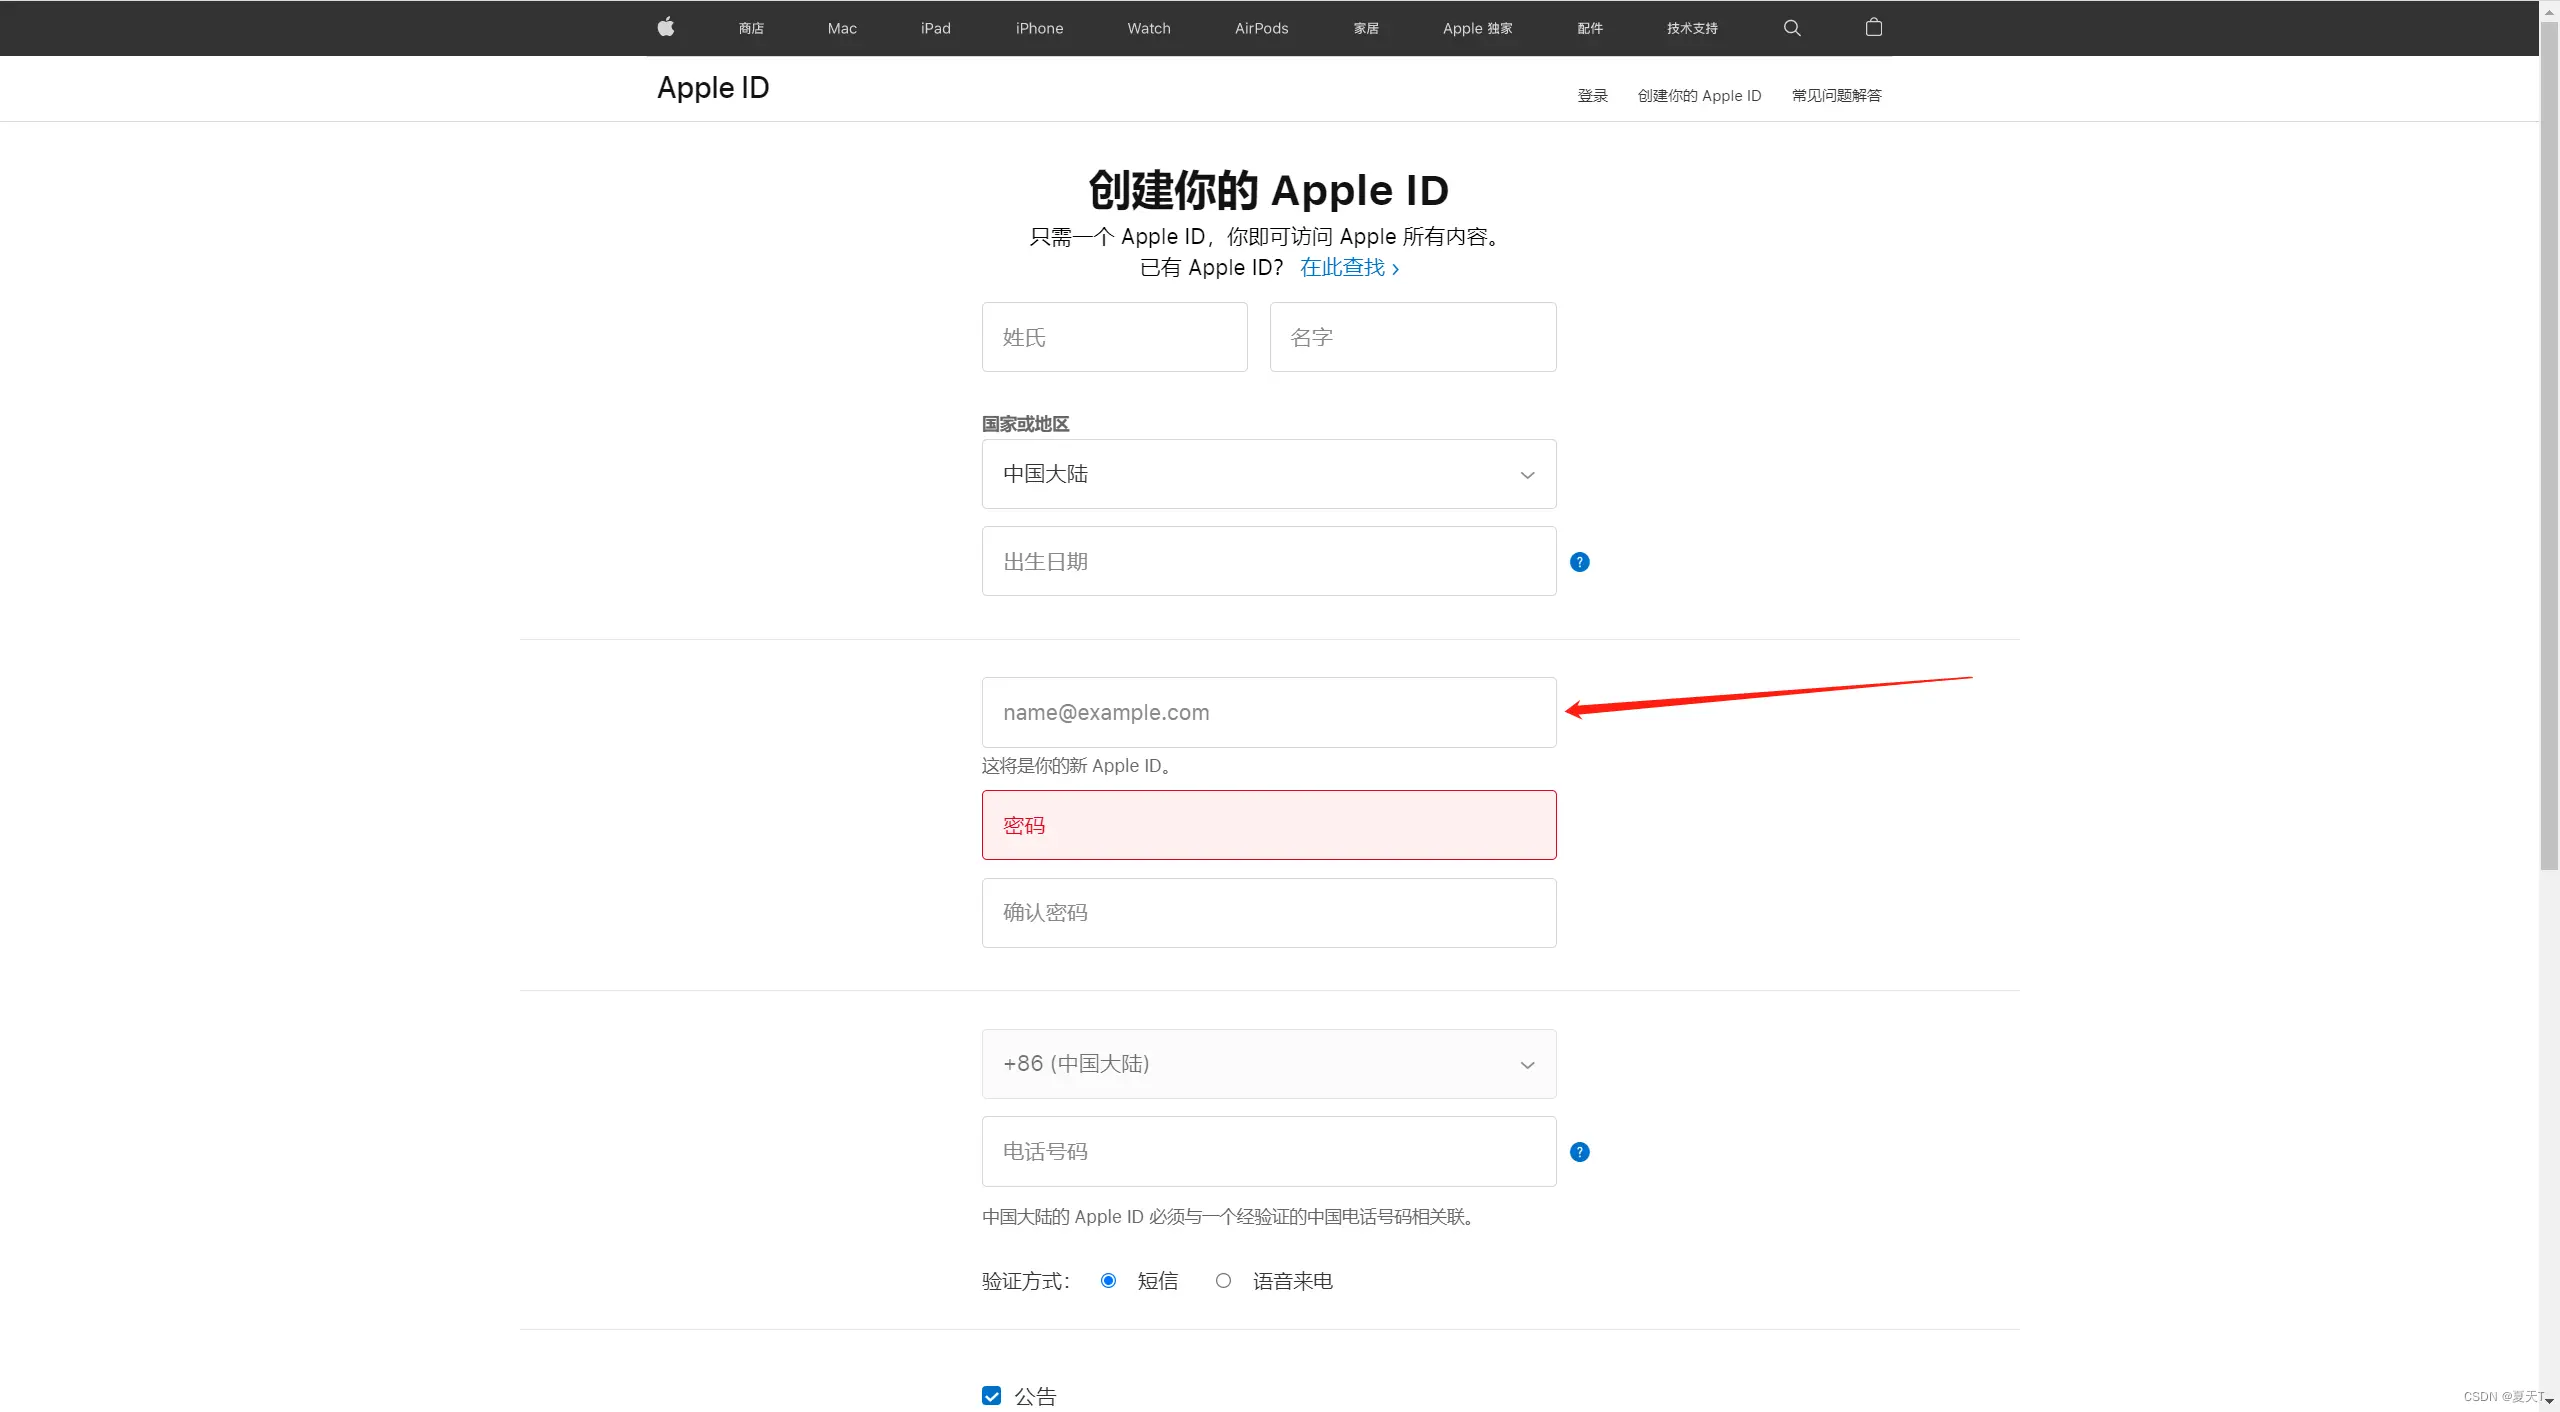 商店 Mac iPad iPhone Watch AirPods 家居 Apple 独家 配件 技术支持
Apple ID
登录 创建你的 Apple ID 常见问题解答
创建你的 Apple ID
只需一个 Apple ID，你即可访问 Apple 所有内容。
已有 Apple ID？ 在此查找 ›
姓氏 名字
国家或地区
中国大陆
出生日期
?
name@example.com
这将是你的新 Apple ID。
密码
确认密码
+86 (中国大陆)
电话号码
?
中国大陆的 Apple ID 必须与一个经验证的中国电话号码相关联。
验证方式： 短信 语音来电
公告
CSDN @夏天T